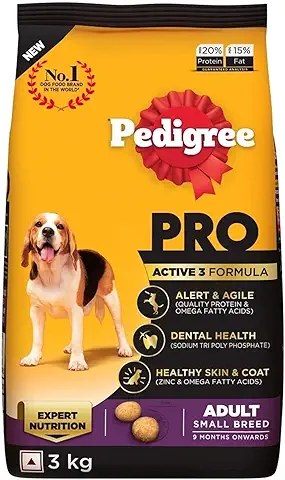 NEW
No.1
DOG FOOD BRAND
IN THE WORLD*
20% Protein
15% Fat
GUARANTEED ANALYSIS
Pedigree
PRO
ACTIVE 3 FORMULA
ALERT & AGILE
(QUALITY PROTEIN &
OMEGA FATTY ACIDS)
DENTAL HEALTH
(SODIUM TRI POLY PHOSPHATE)
HEALTHY SKIN & COAT
(ZINC & OMEGA FATTY ACIDS)
EXPERT
NUTRITION
ADULT
SMALL BREED
9 MONTHS ONWARDS
3 kg